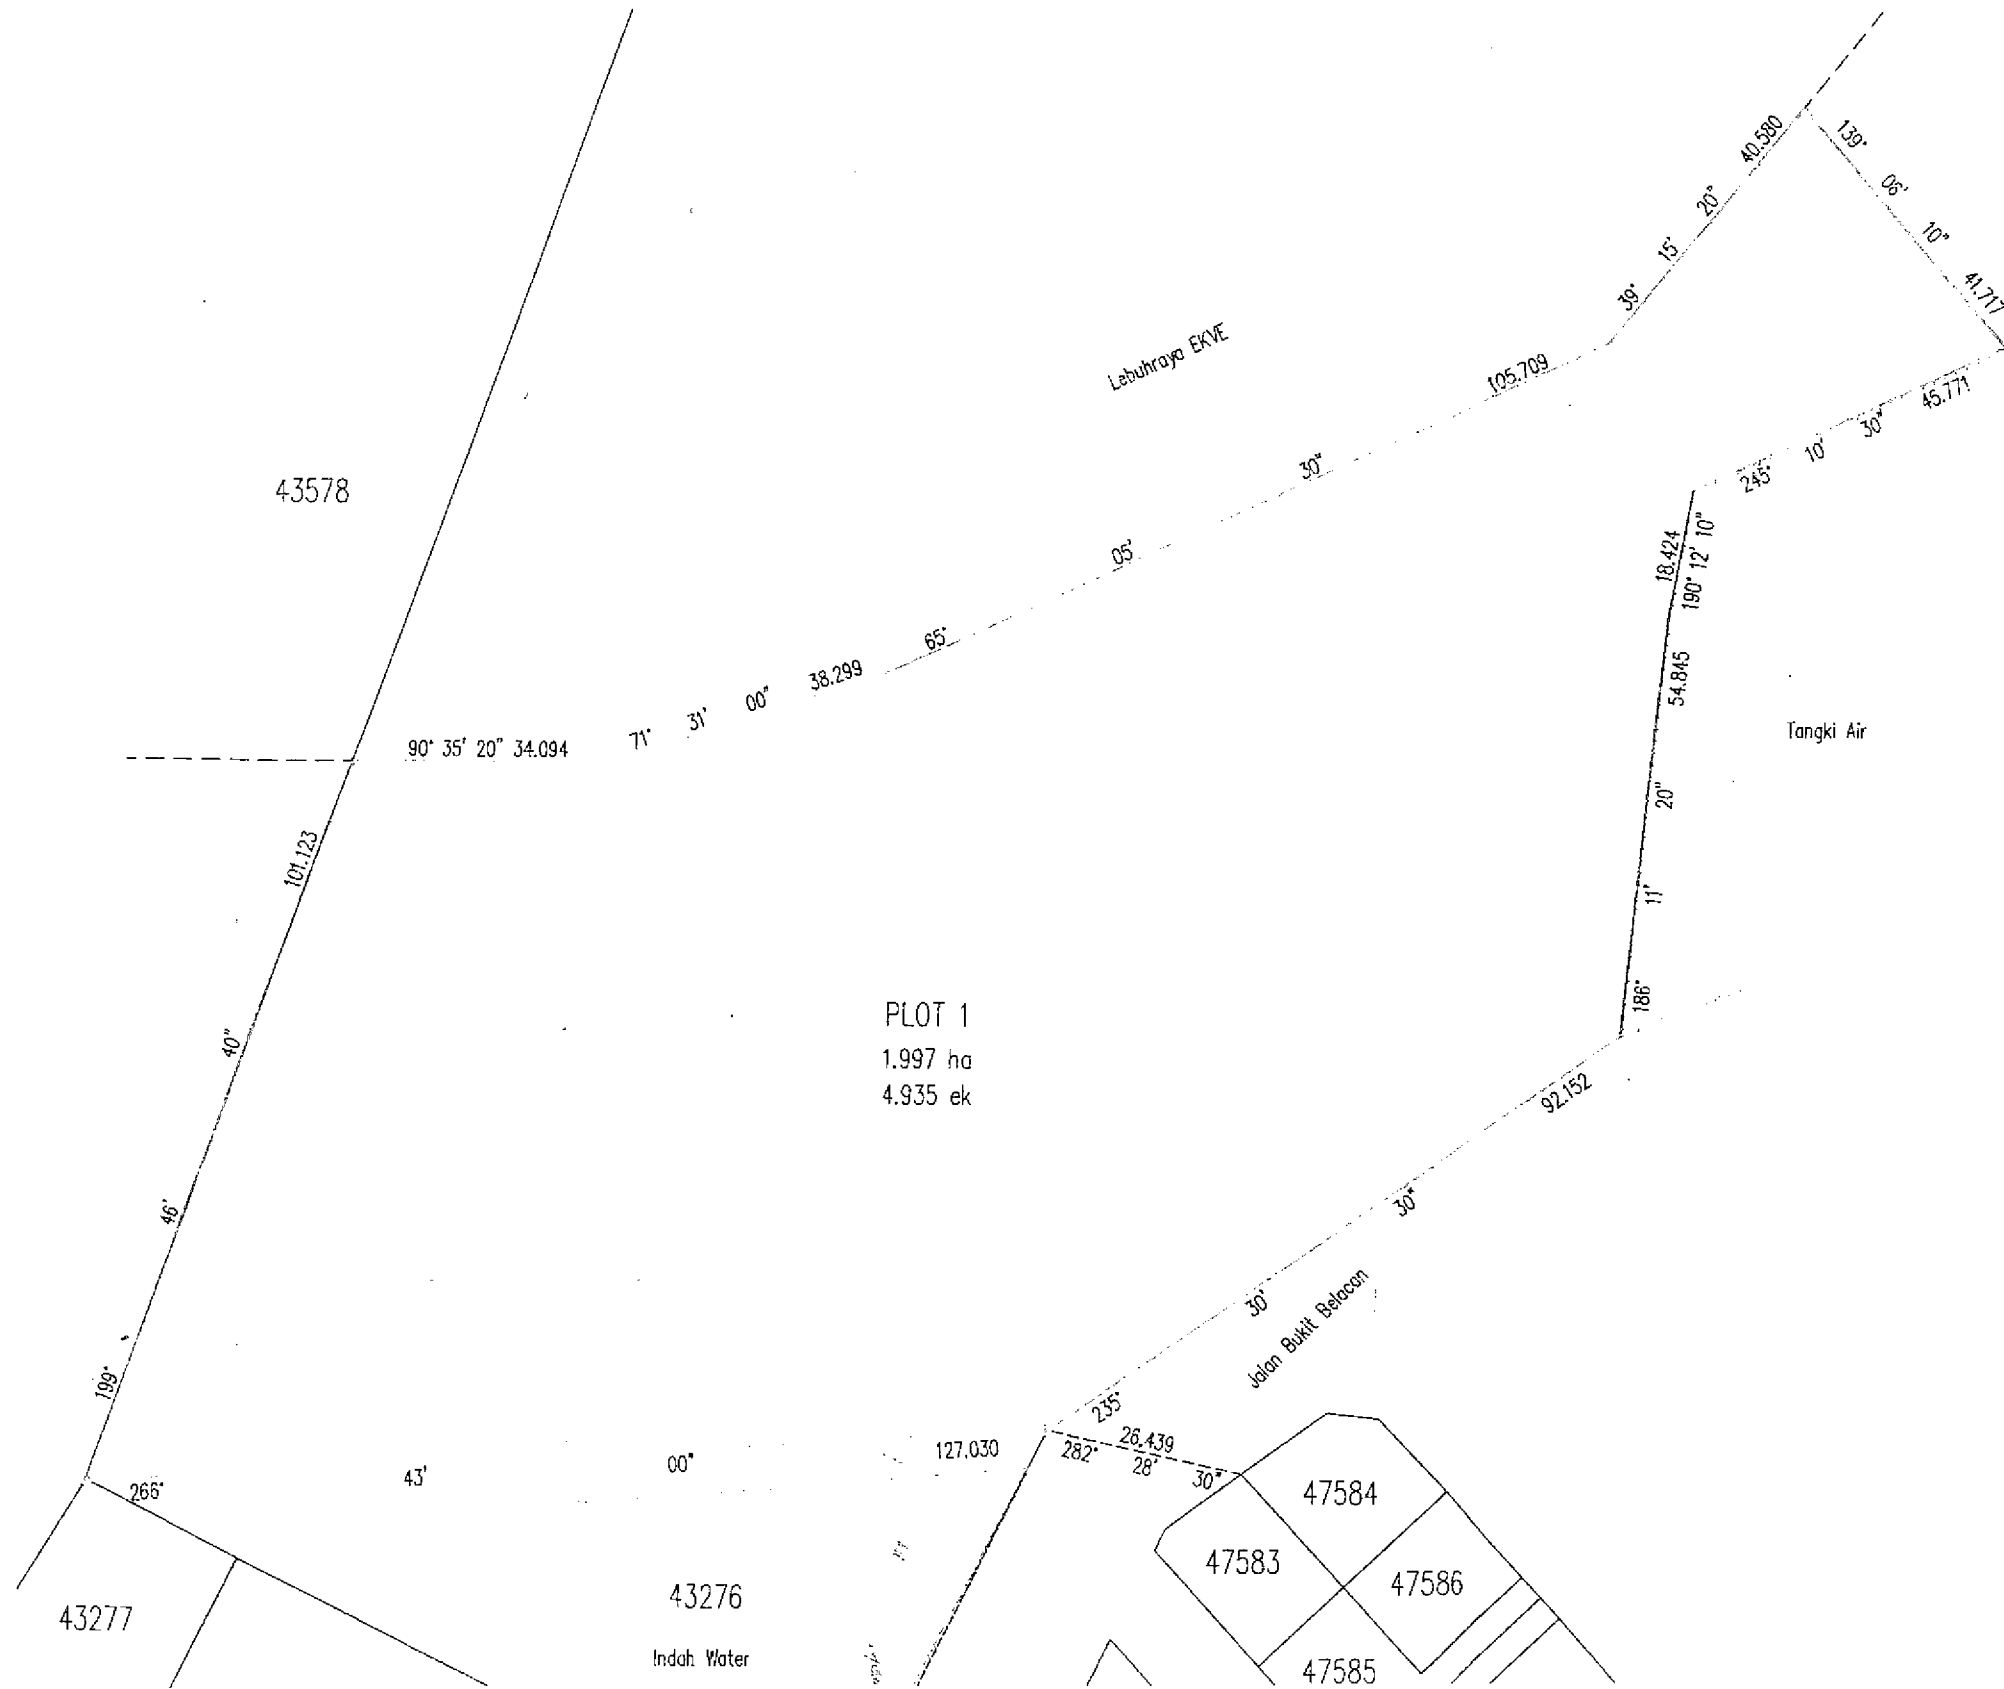 40.580
139° 06' 10" 41.717
39° 15' 20"
Lebuhraya EKVE
65° 05' 30" 105.709
245° 10' 30" 45.771
43578
18.424
190° 12' 10"
90° 35' 20" 34.094
71° 31' 00" 38.299
54.845
186° 11' 20"
Tangki Air
101.123
199° 46' 40"
PLOT 1
1.997 ha
4.935 ek
92.152
235° 30' 30"
Jalan Bukit Belacan
266° 43' 00" 127.030
26.439
282° 28' 30"
47584
47583
47586
43276
43277
Indah Water
47585